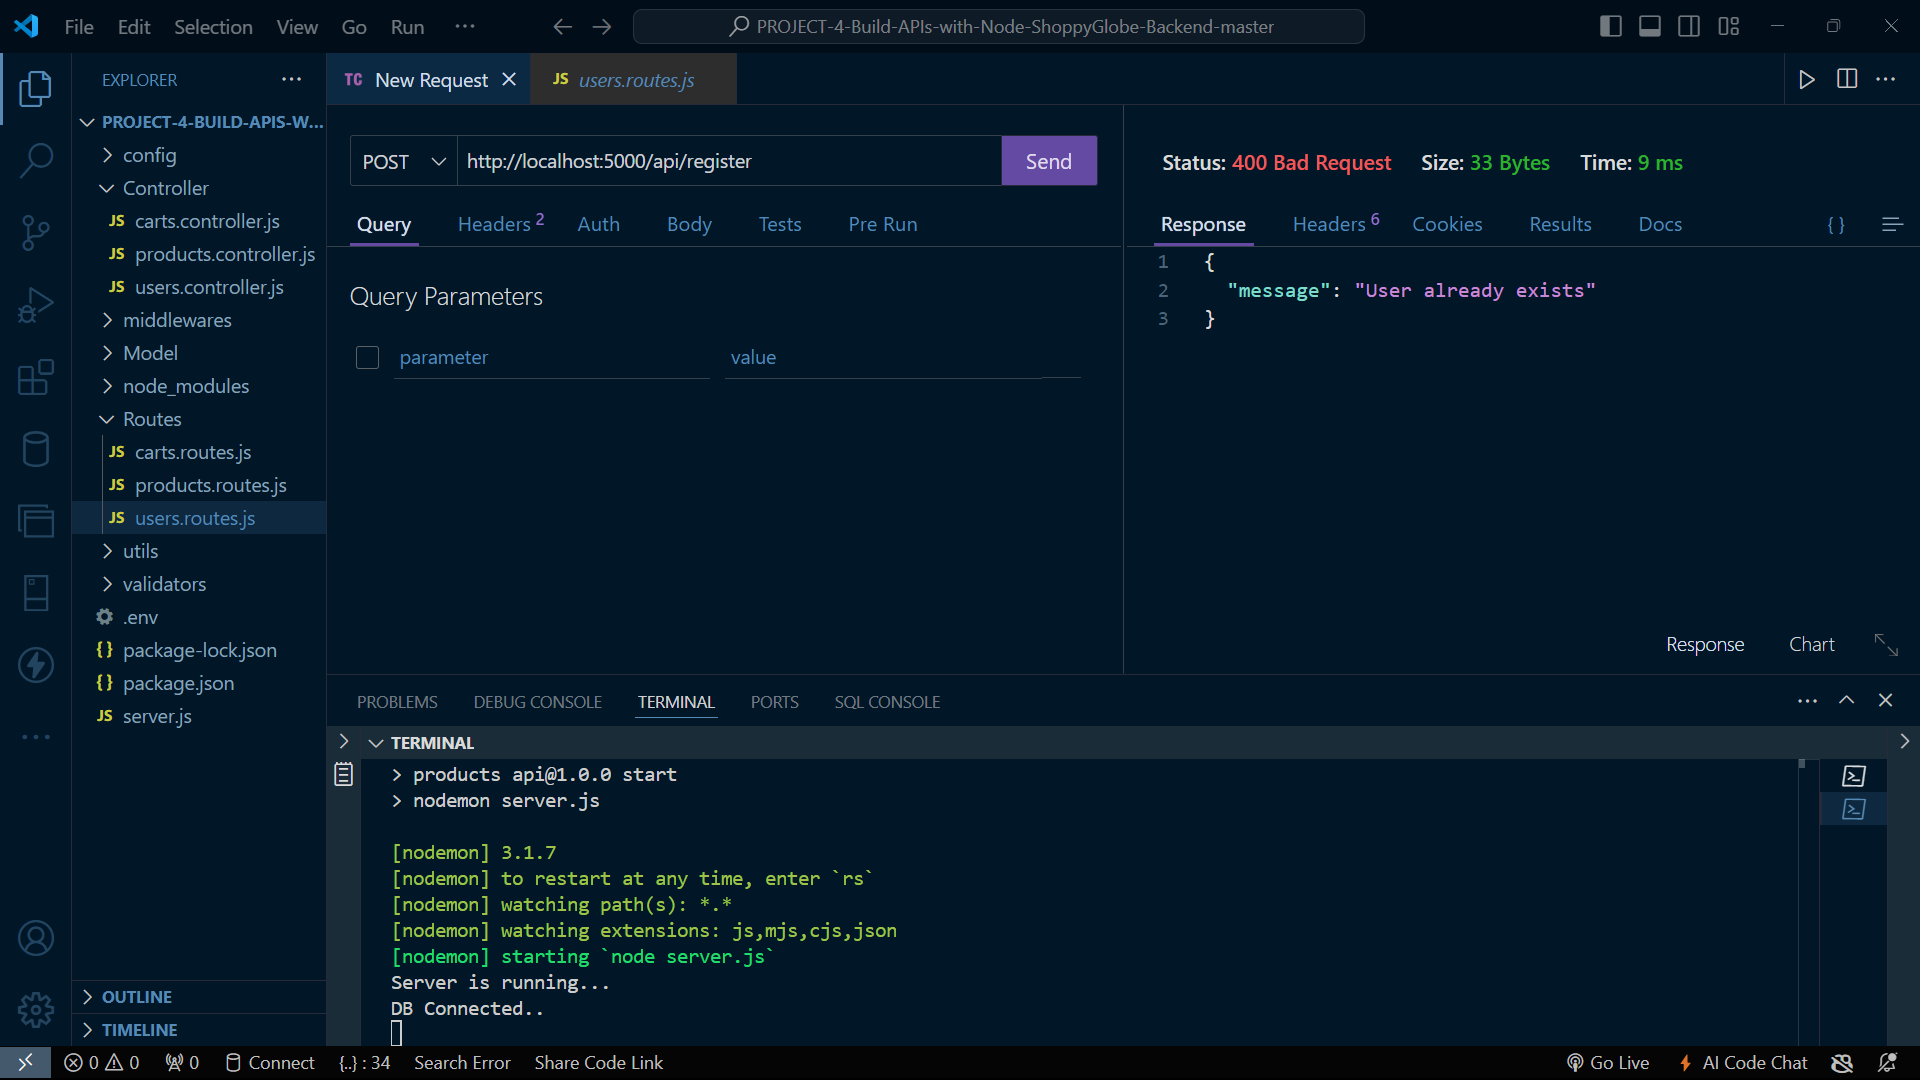 File Edit Selection View Go Run ···
PROJECT-4-Build-APIs-with-Node-ShoppyGlobe-Backend-master
EXPLORER
PROJECT-4-BUILD-APIS-W...
config
Controller
JS carts.controller.js
JS products.controller.js
JS users.controller.js
middlewares
Model
node_modules
Routes
JS carts.routes.js
JS products.routes.js
JS users.routes.js
utils
validators
.env
{} package-lock.json
{} package.json
JS server.js
OUTLINE
TIMELINE
TC New Request
JS users.routes.js
POST http://localhost:5000/api/register Send
Query Headers 2 Auth Body Tests Pre Run
Query Parameters
parameter value
Status: 400 Bad Request Size: 33 Bytes Time: 9 ms
Response Headers 6 Cookies Results Docs { }
1 {
2 "message": "User already exists"
3 }
Response Chart
PROBLEMS DEBUG CONSOLE TERMINAL PORTS SQL CONSOLE
TERMINAL
> products api@1.0.0 start
> nodemon server.js
[nodemon] 3.1.7
[nodemon] to restart at any time, enter `rs`
[nodemon] watching path(s): *.*
[nodemon] watching extensions: js,mjs,cjs,json
[nodemon] starting `node server.js`
Server is running...
DB Connected..
0 0 0 Connect {..} : 34 Search Error Share Code Link Go Live AI Code Chat